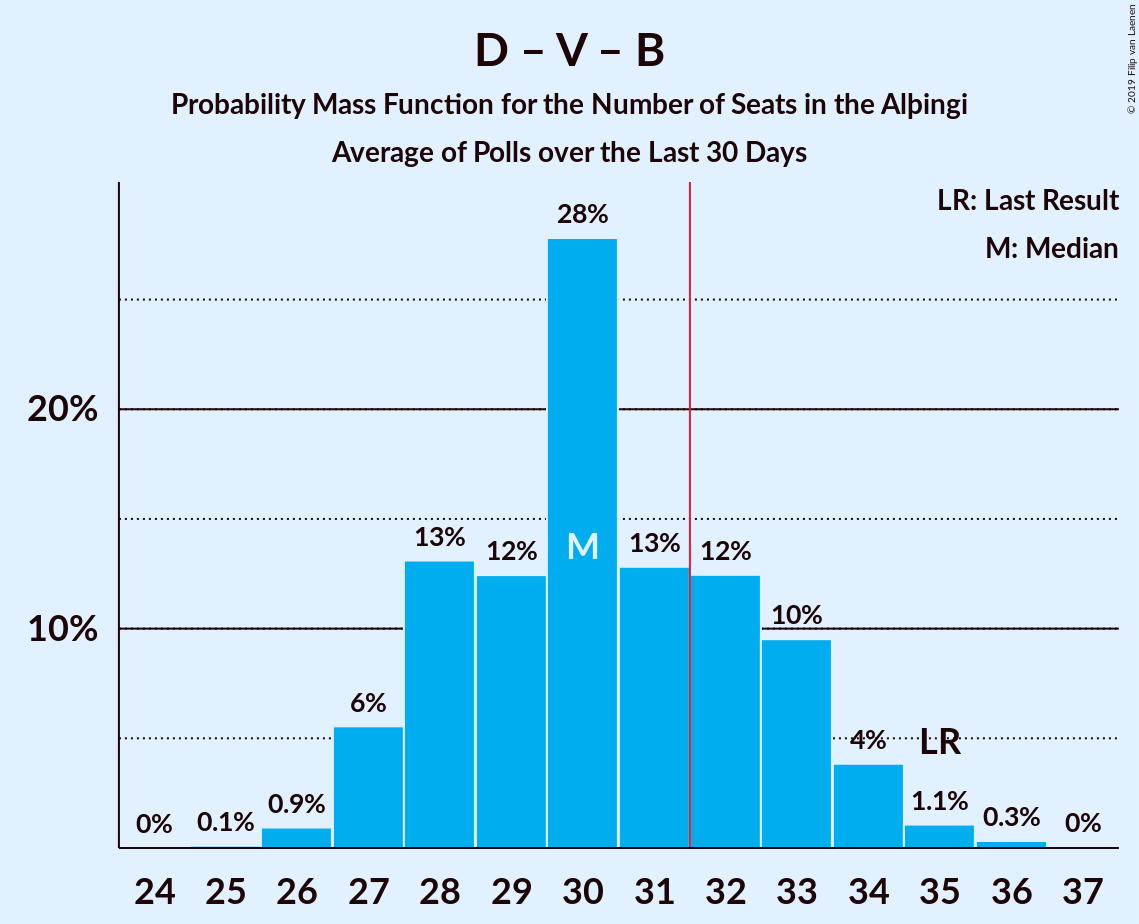 D – V – B
Probability Mass Function for the Number of Seats in the Alþingi
Average of Polls over the Last 30 Days
© 2019 Filip van Laenen
LR: Last Result
M: Median
20%
10%
0%
0.1%
0.9%
6%
13%
12%
28%
M
13%
12%
10%
4%
LR
1.1%
0.3%
0%
24 25 26 27 28 29 30 31 32 33 34 35 36 37